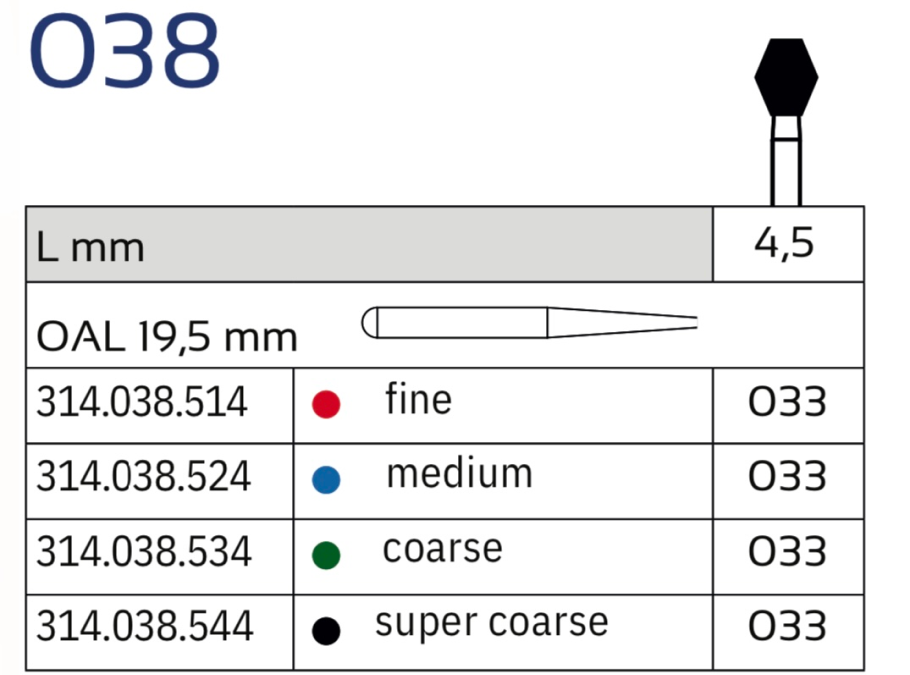 038
L mm 4,5
OAL 19,5 mm
314.038.514 fine 033
314.038.524 medium 033
314.038.534 coarse 033
314.038.544 super coarse 033